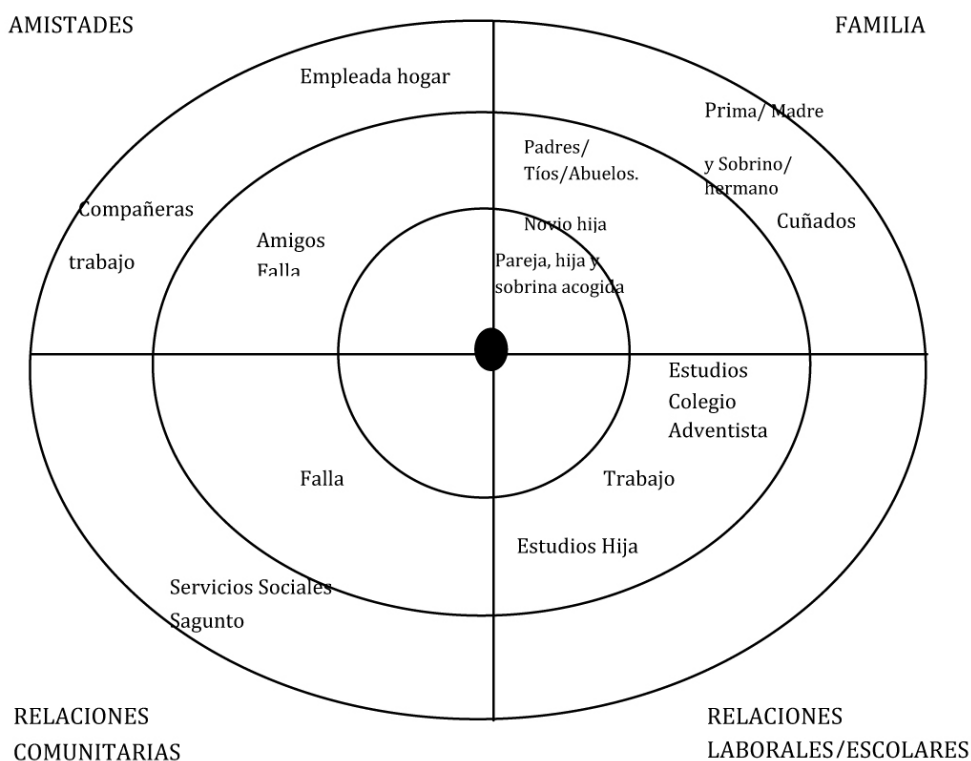 AMISTADES
FAMILIA
Empleada hogar
Prima/ Madre
y Sobrino/
hermano
Cuñados
Padres/
Tíos/Abuelos.
Novio hija
Pareja, hija y
sobrina acogida
Compañeras
trabajo
Amigos
Falla
Estudios
Colegio
Adventista
Trabajo
Estudios Hija
Falla
Servicios Sociales
Sagunto
RELACIONES
COMUNITARIAS
RELACIONES
LABORALES/ESCOLARES